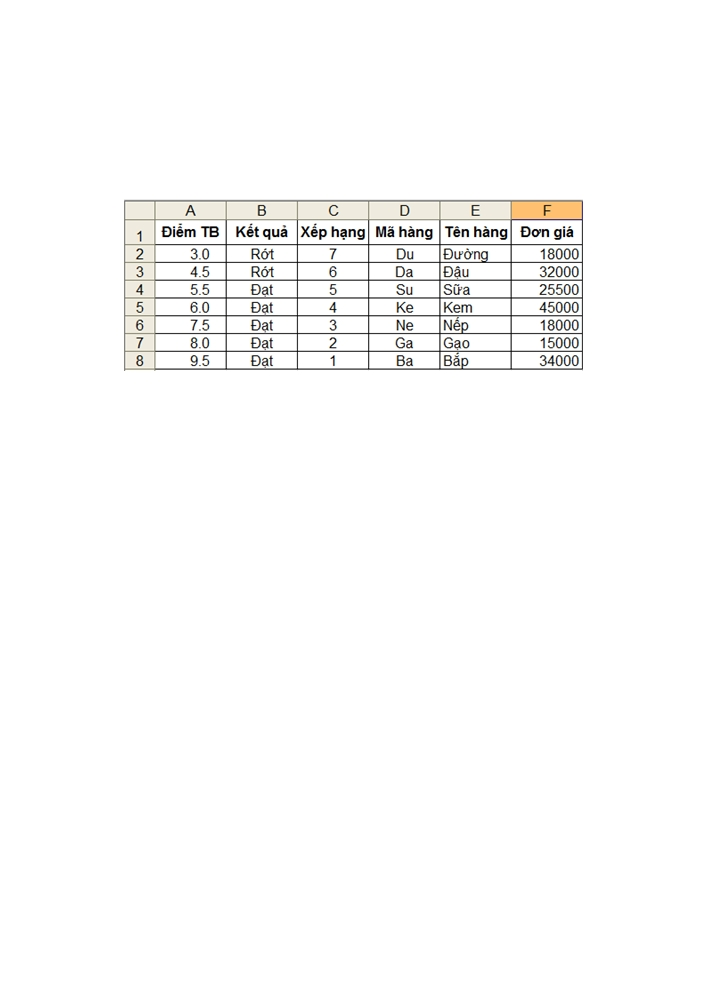 A B C D E F
1 Điểm TB Kết quả Xếp hạng Mã hàng Tên hàng Đơn giá
2 3.0 Rớt 7 Du Đường 18000
3 4.5 Rớt 6 Da Đậu 32000
4 5.5 Đạt 5 Su Sữa 25500
5 6.0 Đạt 4 Ke Kem 45000
6 7.5 Đạt 3 Ne Nếp 18000
7 8.0 Đạt 2 Ga Gạo 15000
8 9.5 Đạt 1 Ba Bắp 34000